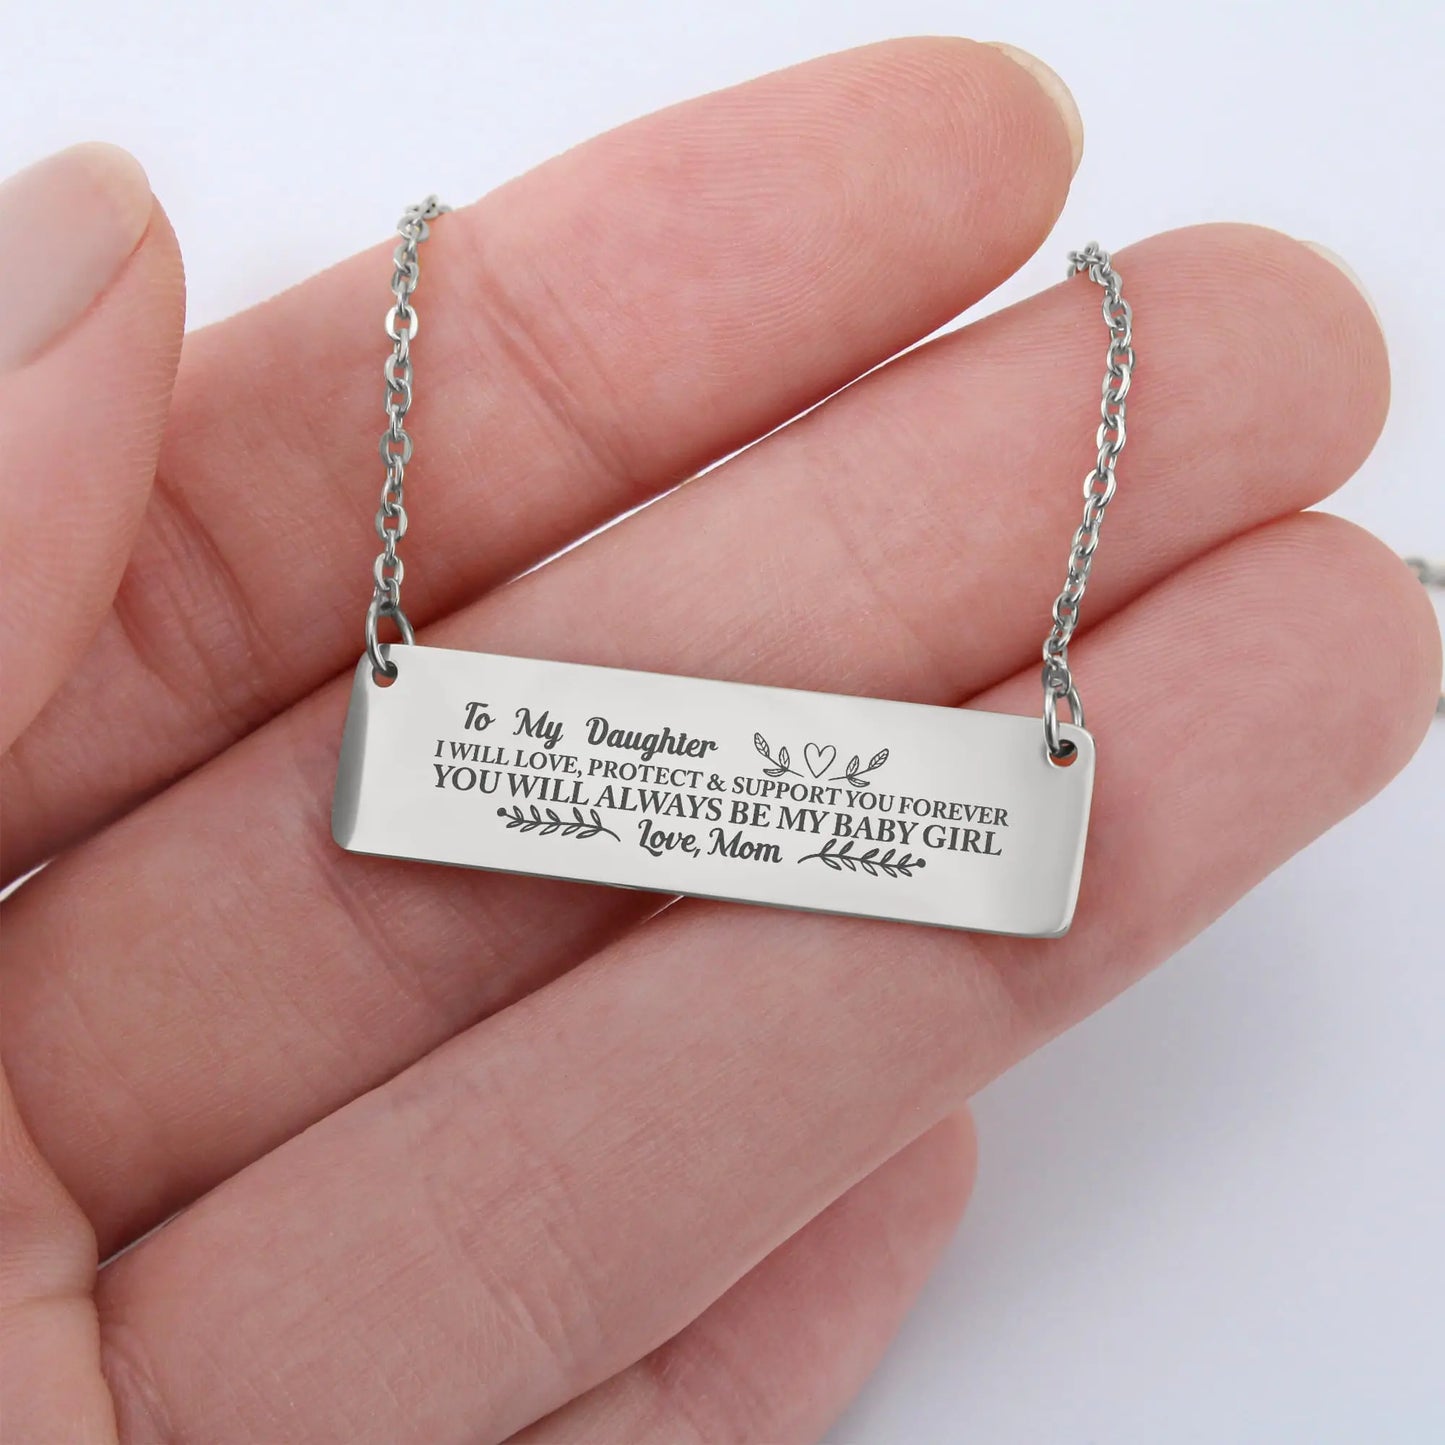 To My Daughter
I WILL LOVE, PROTECT & SUPPORT YOU FOREVER
YOU WILL ALWAYS BE MY BABY GIRL
Love, Mom